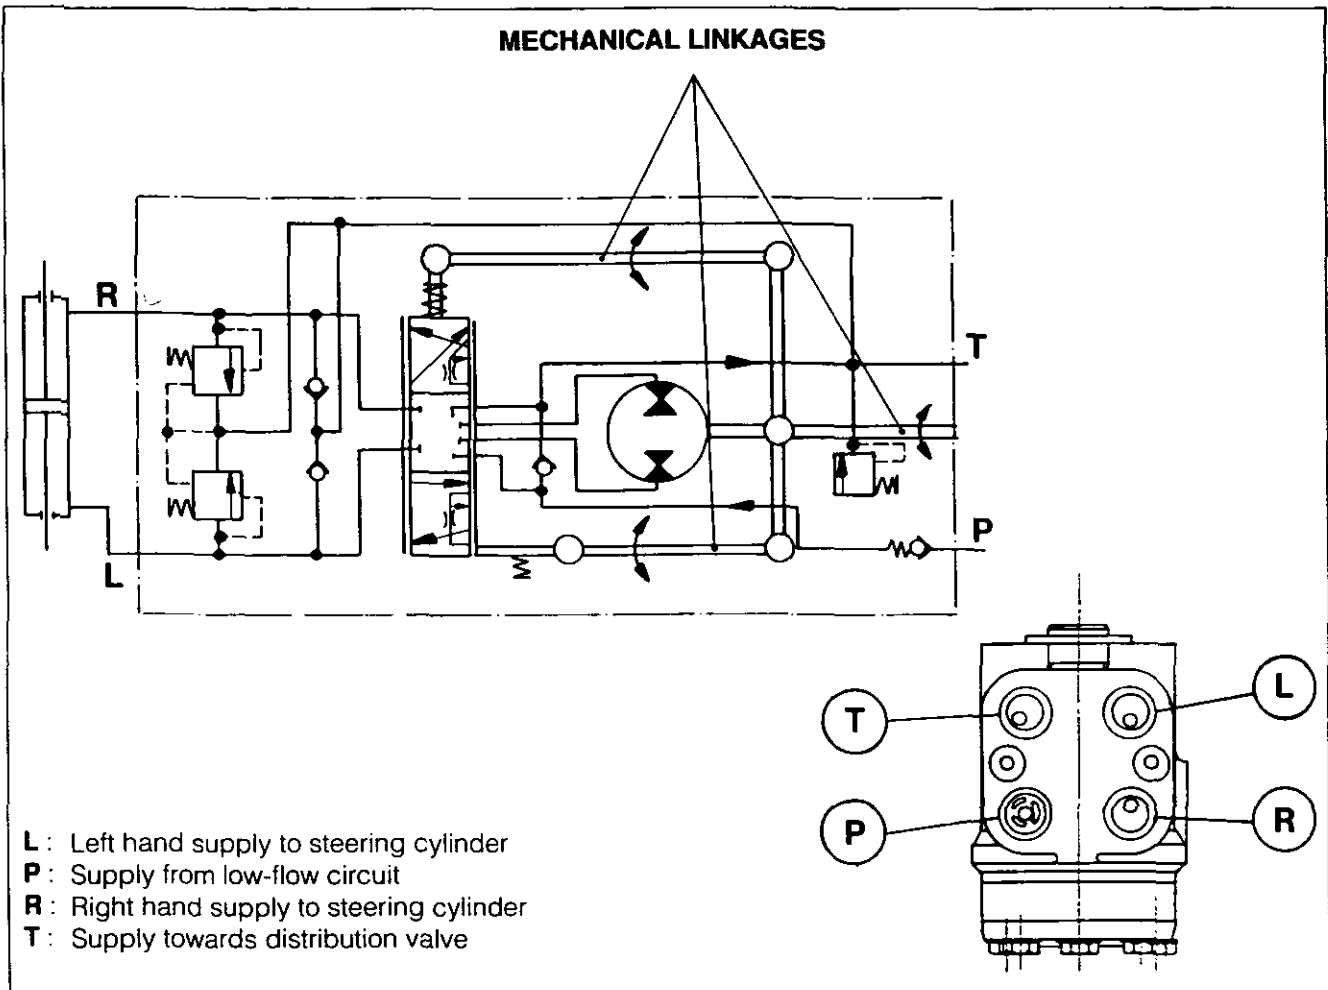 MECHANICAL LINKAGES
R
T
P
L
L
T
P
R
L : Left hand supply to steering cylinder
P : Supply from low-flow circuit
R : Right hand supply to steering cylinder
T : Supply towards distribution valve